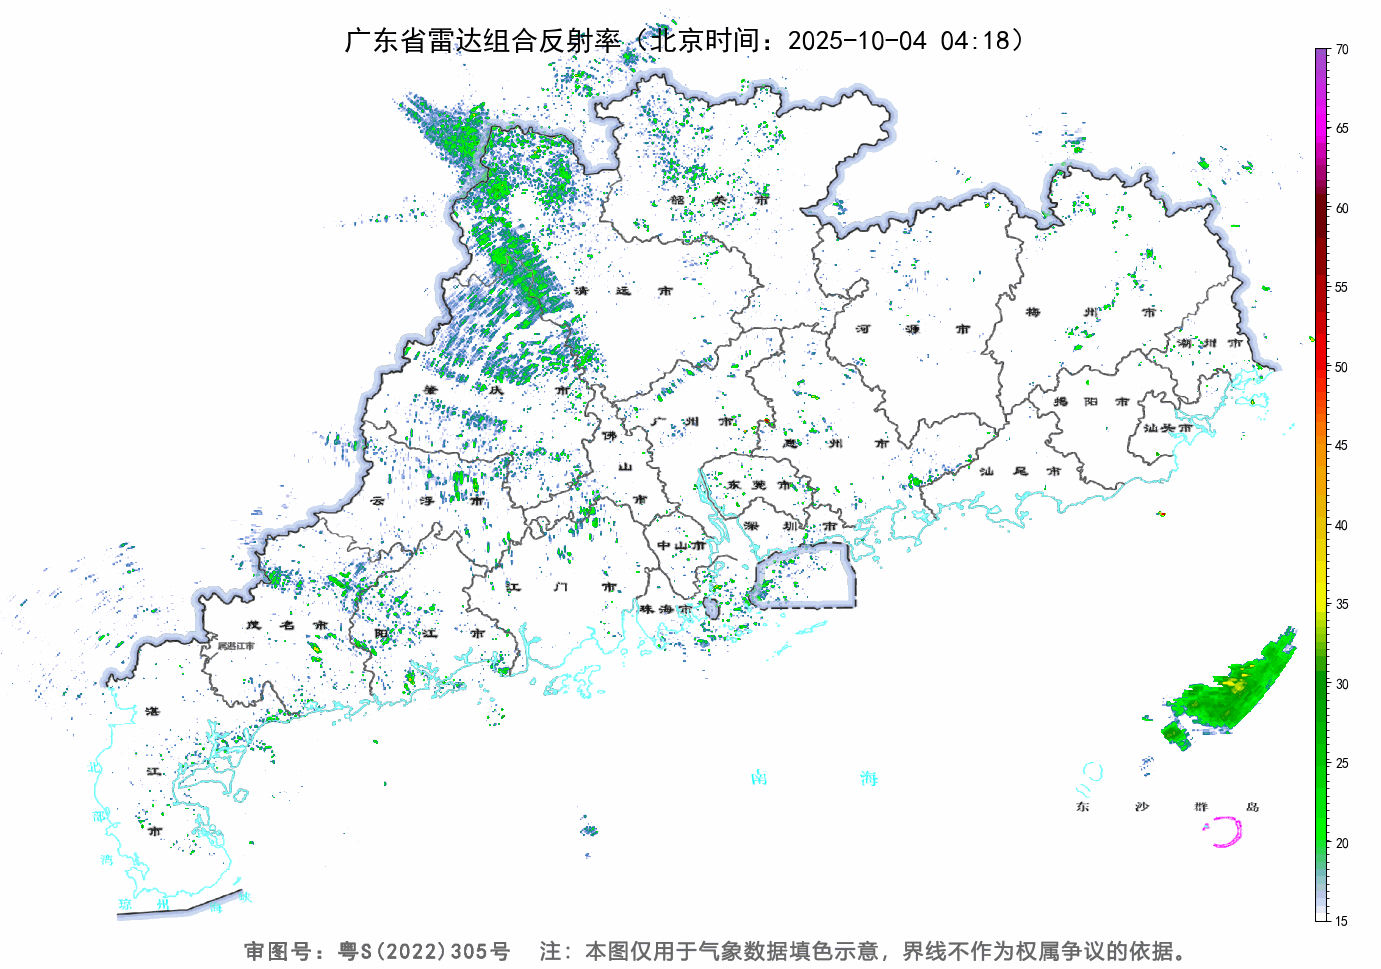 广东省雷达组合反射率（北京时间：2025-10-04 04:18）
70
65
60
55
50
45
40
35
30
25
20
15
韶关市
清远市
河源市
梅州市
潮州市
肇庆市
广州市
惠州市
揭阳市
汕头市
佛山市
云浮市
东莞市
汕尾市
深圳市
中山市
江门市
珠海市
茂名市
阳江市
属湛江市
湛江市
北部湾
南海
东沙群岛
琼州海峡
审图号：粤S(2022)305号 注：本图仅用于气象数据填色示意，界线不作为权属争议的依据。